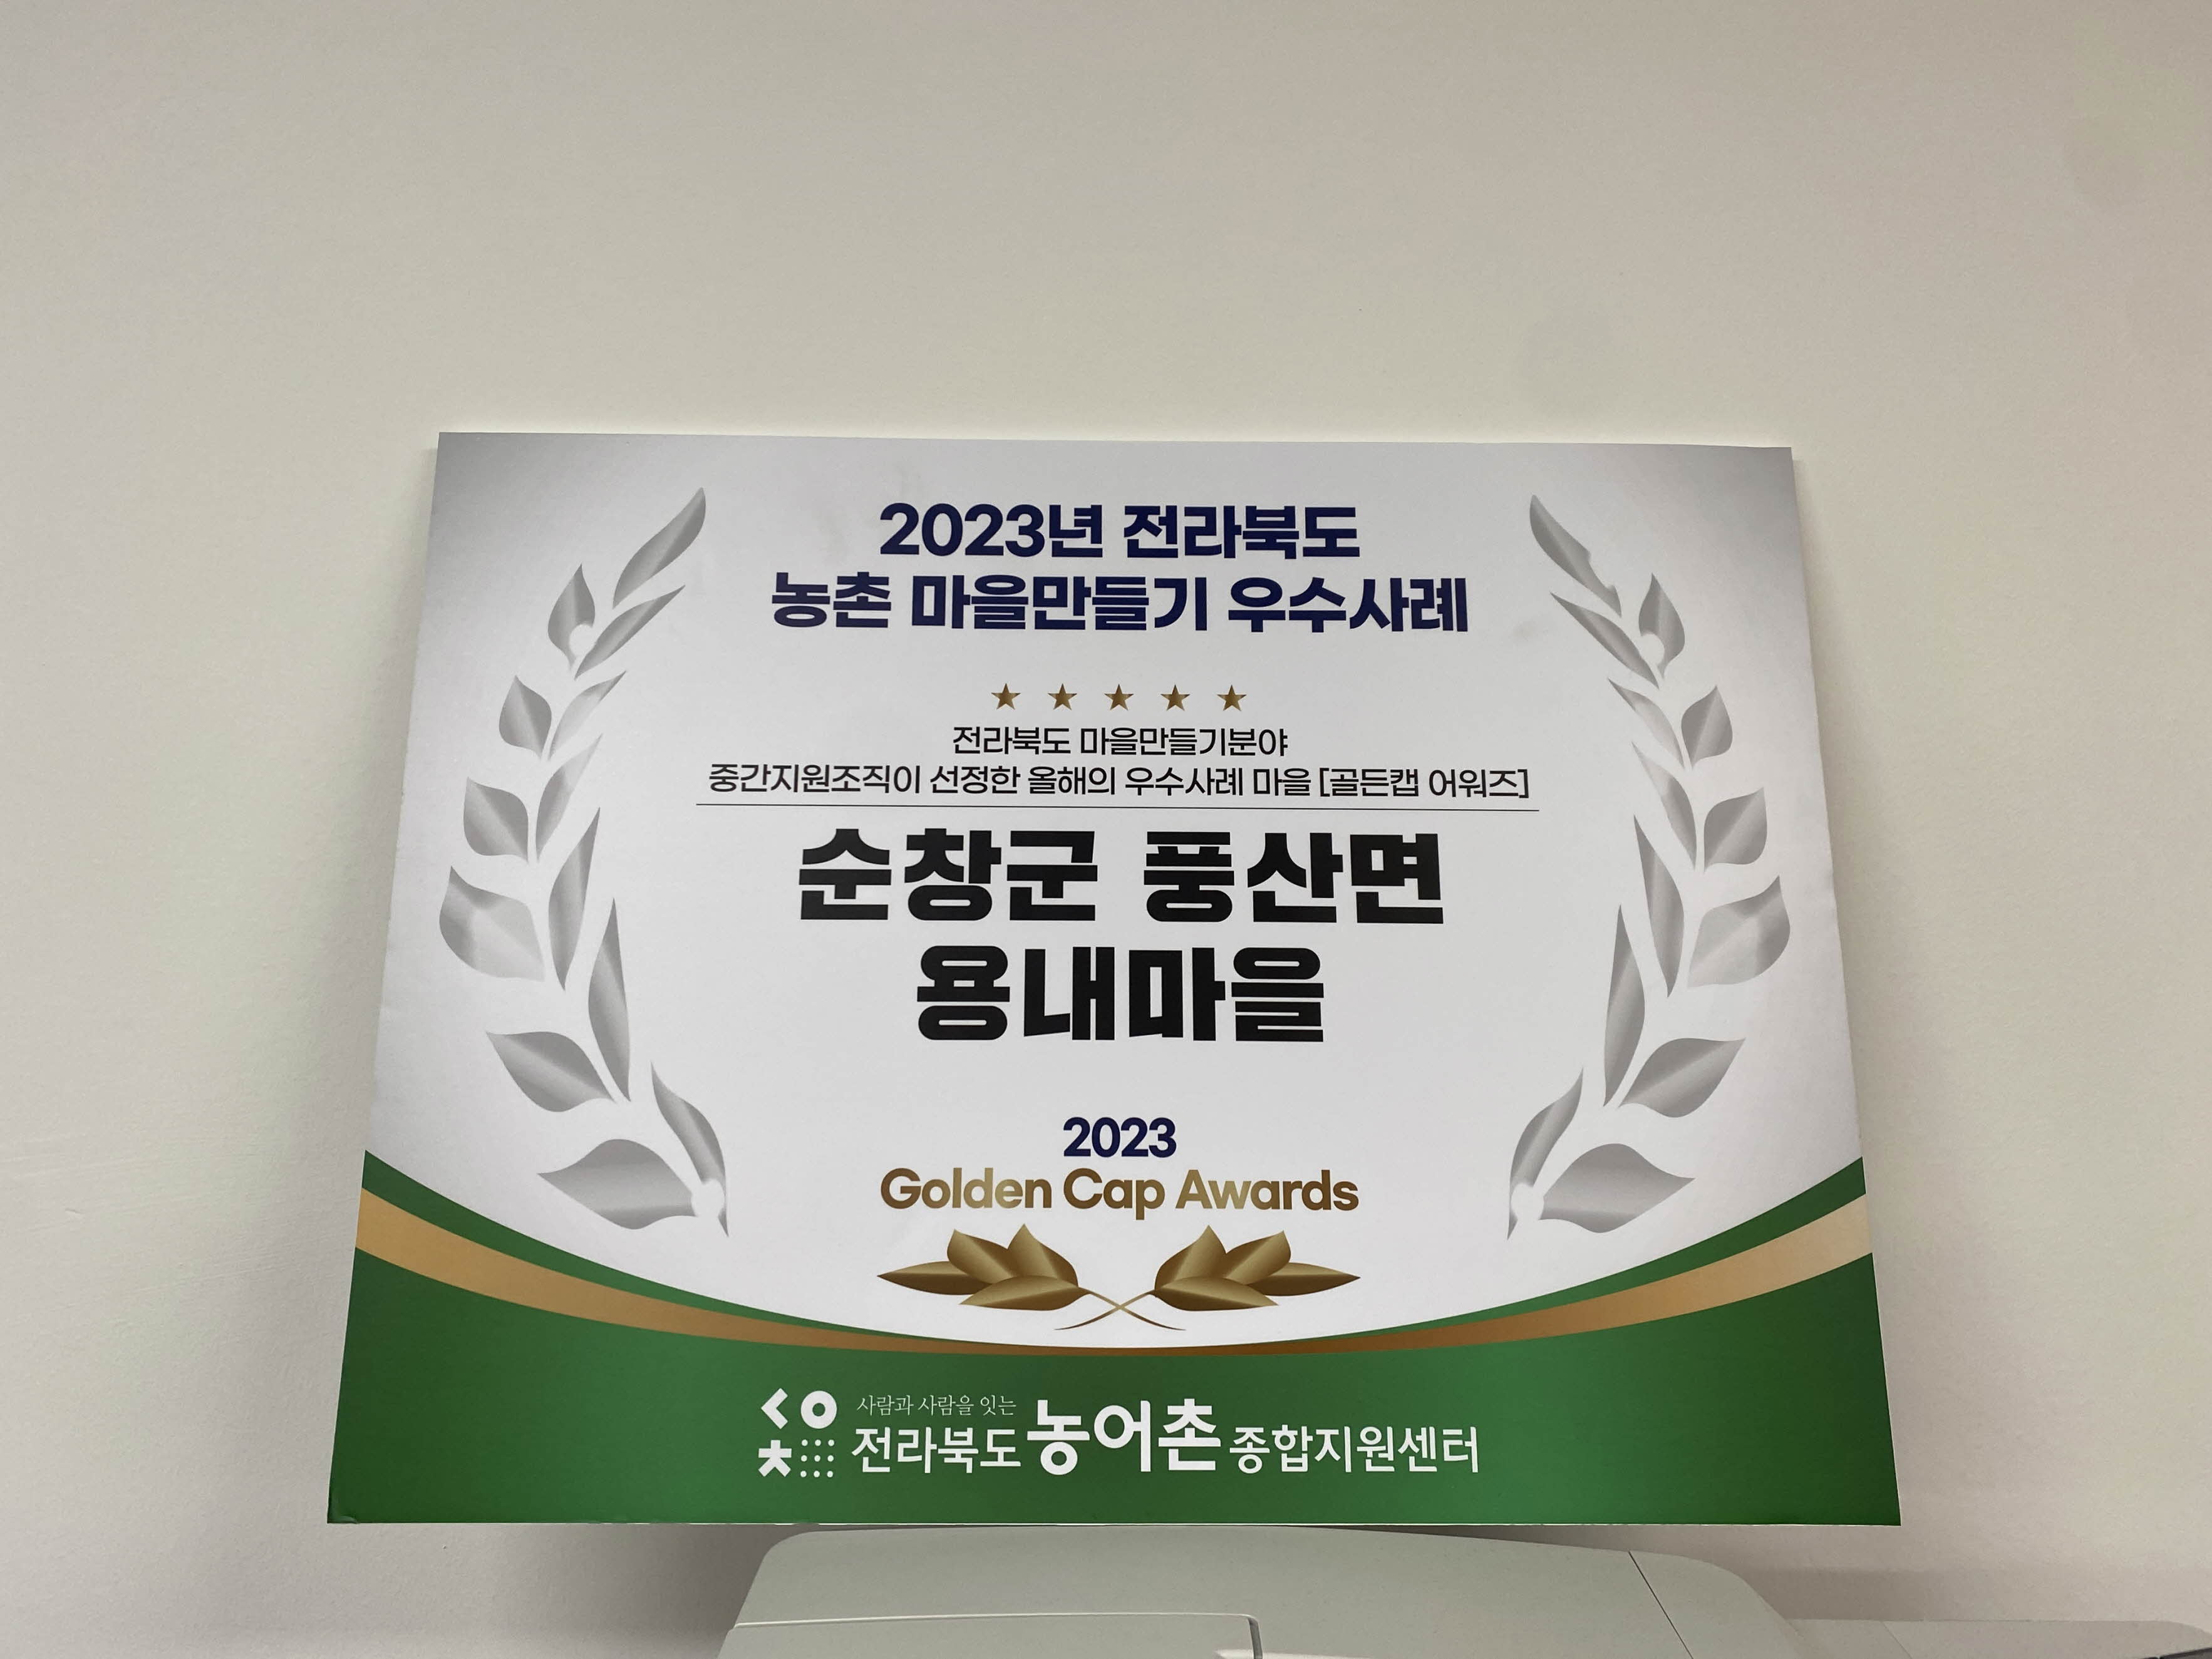 2023년 전라북도
농촌 마을만들기 우수사례
전라북도 마을만들기분야
중간지원조직이 선정한 올해의 우수사례 마을 [골든캡 어워즈]
순창군 풍산면
용내마을
2023
Golden Cap Awards
사람과 사람을 잇는
전라북도 농어촌 종합지원센터